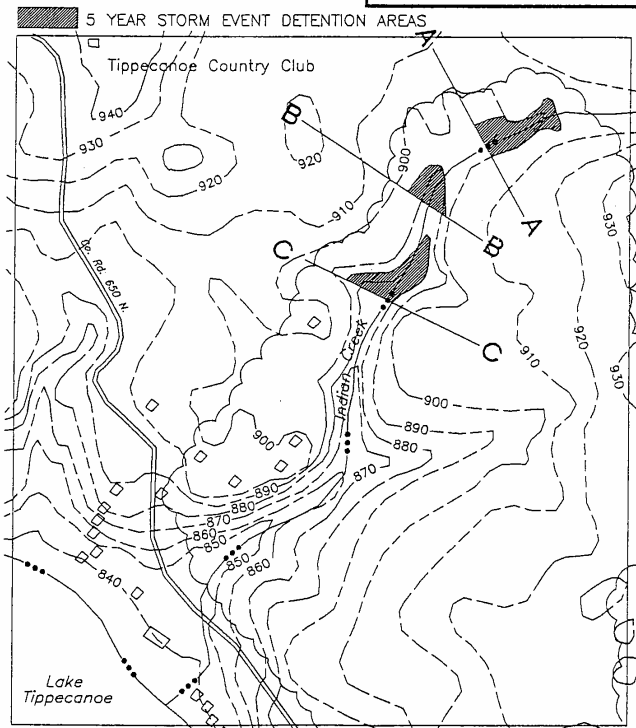 5 YEAR STORM EVENT DETENTION AREAS
A
Tippecanoe Country Club
940
930
B
920
900
920
910
930
C
A
B
Co. Rd. 650 N.
C
920
910
930
Indian Creek
900
900
890
880
890
880
870
870
860
850
850
860
840
Lake
Tippecanoe